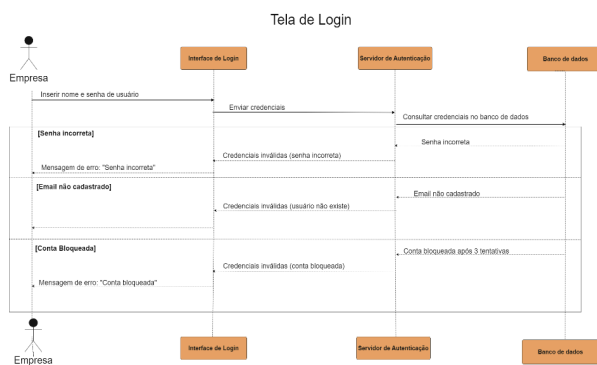 Tela de Login
Empresa
Interface de Login
Servidor de Autenticação
Banco de dados
Inserir nome e senha de usuário
Enviar credenciais
Consultar credenciais no banco de dados
[Senha incorreta]
Senha incorreta
Credenciais inválidas (senha incorreta)
Mensagem de erro: "Senha incorreta"
[Email não cadastrado]
Email não cadastrado
Credenciais inválidas (usuário não existe)
[Conta Bloqueada]
Conta bloqueada após 3 tentativas
Credenciais inválidas (conta bloqueada)
Mensagem de erro: "Conta bloqueada"
Empresa
Interface de Login
Servidor de Autenticação
Banco de dados